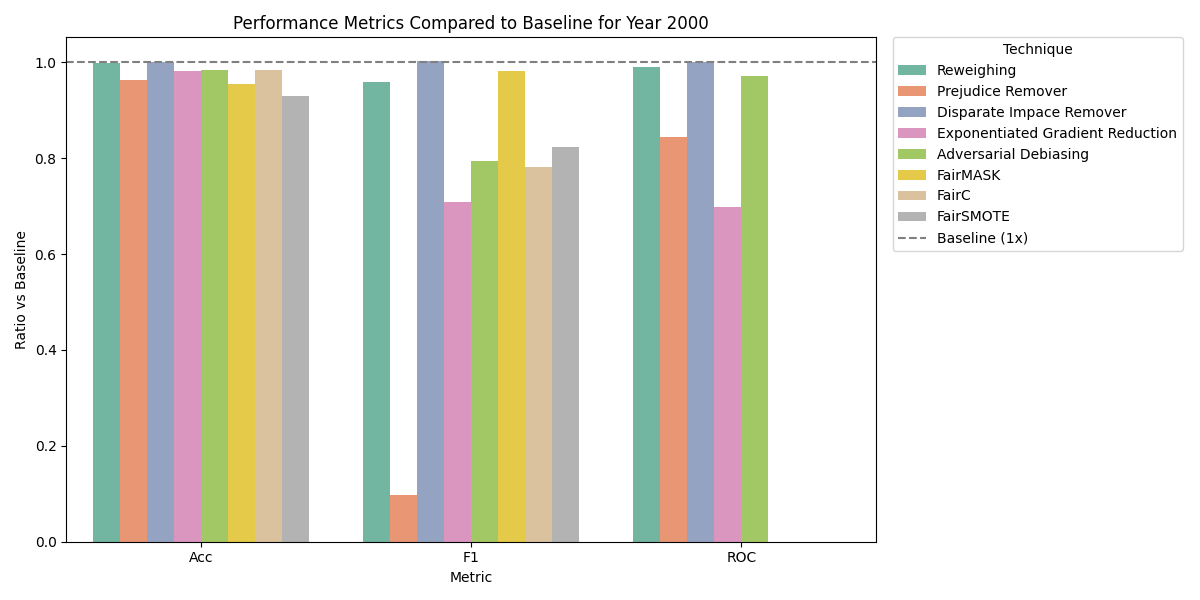 Performance Metrics Compared to Baseline for Year 2000
Technique
Reweighing
Prejudice Remover
Disparate Impace Remover
Exponentiated Gradient Reduction
Adversarial Debiasing
FairMASK
FairC
FairSMOTE
Baseline (1x)
Ratio vs Baseline
1.0
0.8
0.6
0.4
0.2
0.0
Acc
F1
ROC
Metric